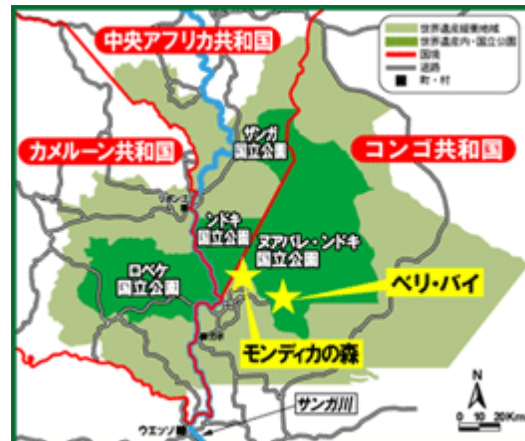 中央アフリカ共和国
世界遺産緩衝地域
世界遺産内・国立公園
国境
道路
町・村
カメルーン共和国
ザンガ
国立公園
コンゴ共和国
ンドキ
国立公園
ヌアバレ・ンドキ
国立公園
ロベケ
国立公園
ベリ・バイ
モンディカの森
ウエッソ
サンガ川
N
0 10 20Km